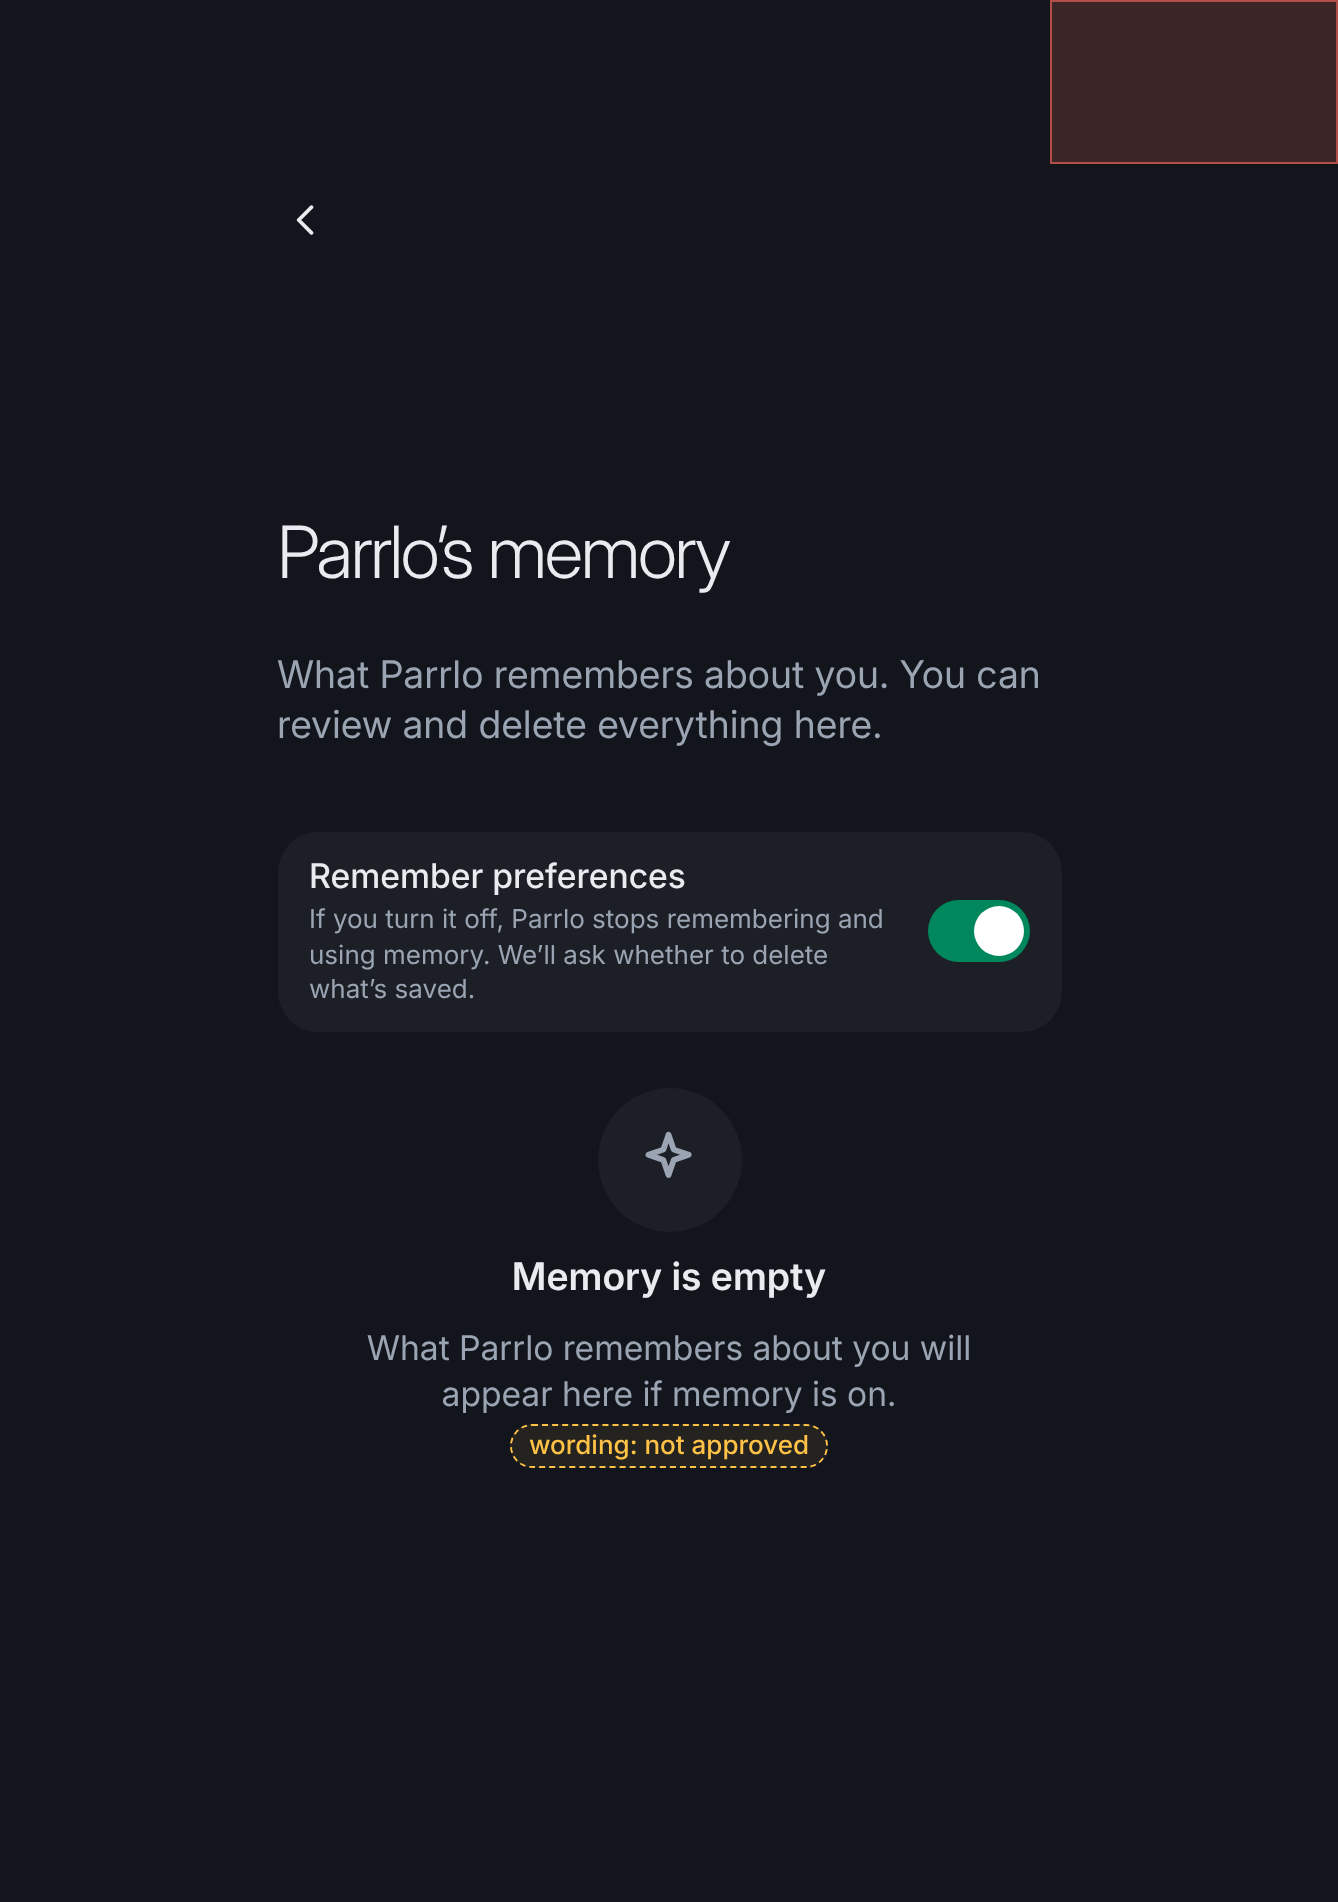 Parrlo’s memory
What Parrlo remembers about you. You can
review and delete everything here.
Remember preferences
If you turn it off, Parrlo stops remembering and
using memory. We’ll ask whether to delete
what’s saved.
Memory is empty
What Parrlo remembers about you will
appear here if memory is on.
wording: not approved